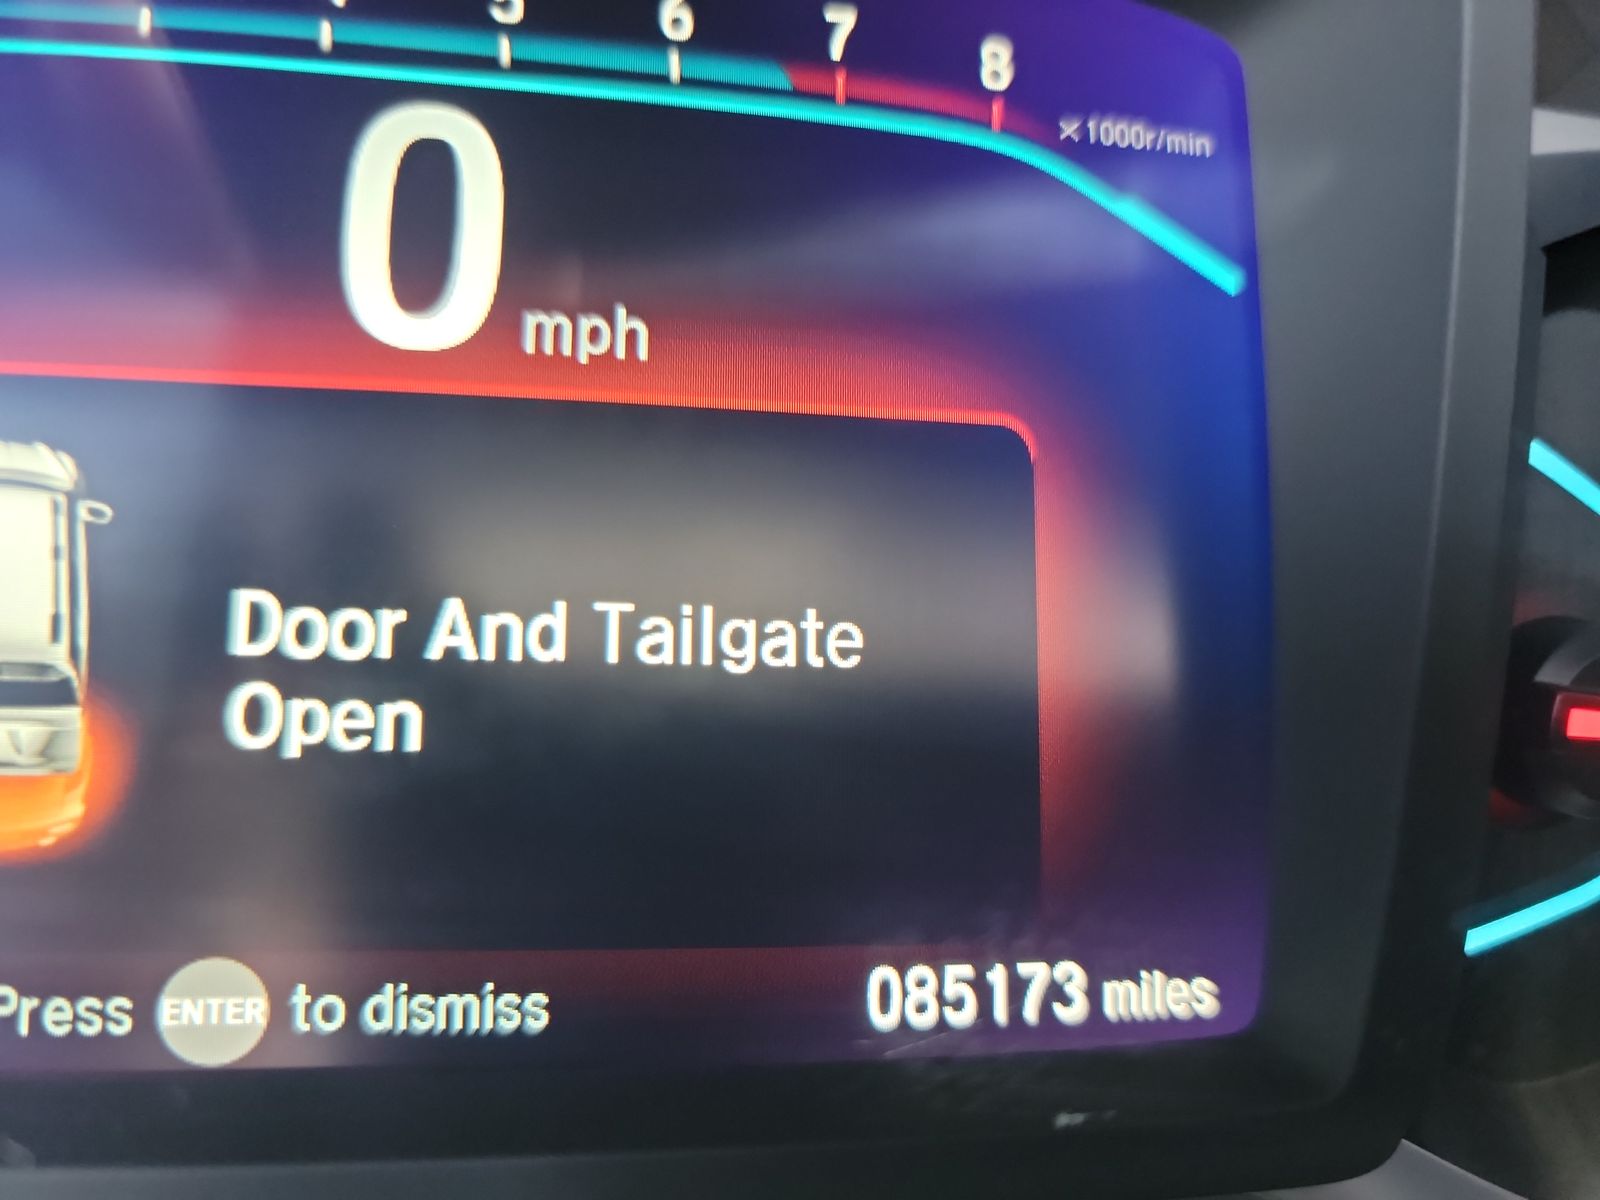 5 6 7 8
×1000r/min
0 mph
Door And Tailgate
Open
Press ENTER to dismiss
085173 miles